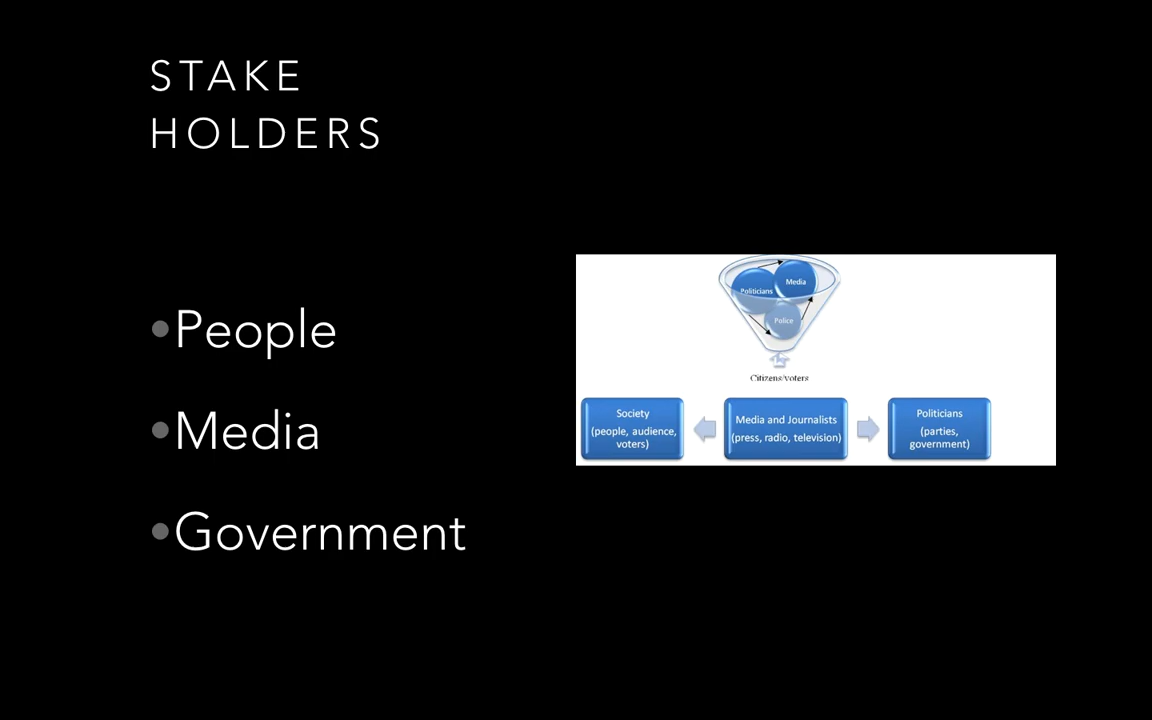 STAKE
HOLDERS
•People
•Media
•Government
Media
Politicians
Police
Citizens/voters
Society
(people, audience,
voters)
Media and Journalists
(press, radio, television)
Politicians
(parties,
government)